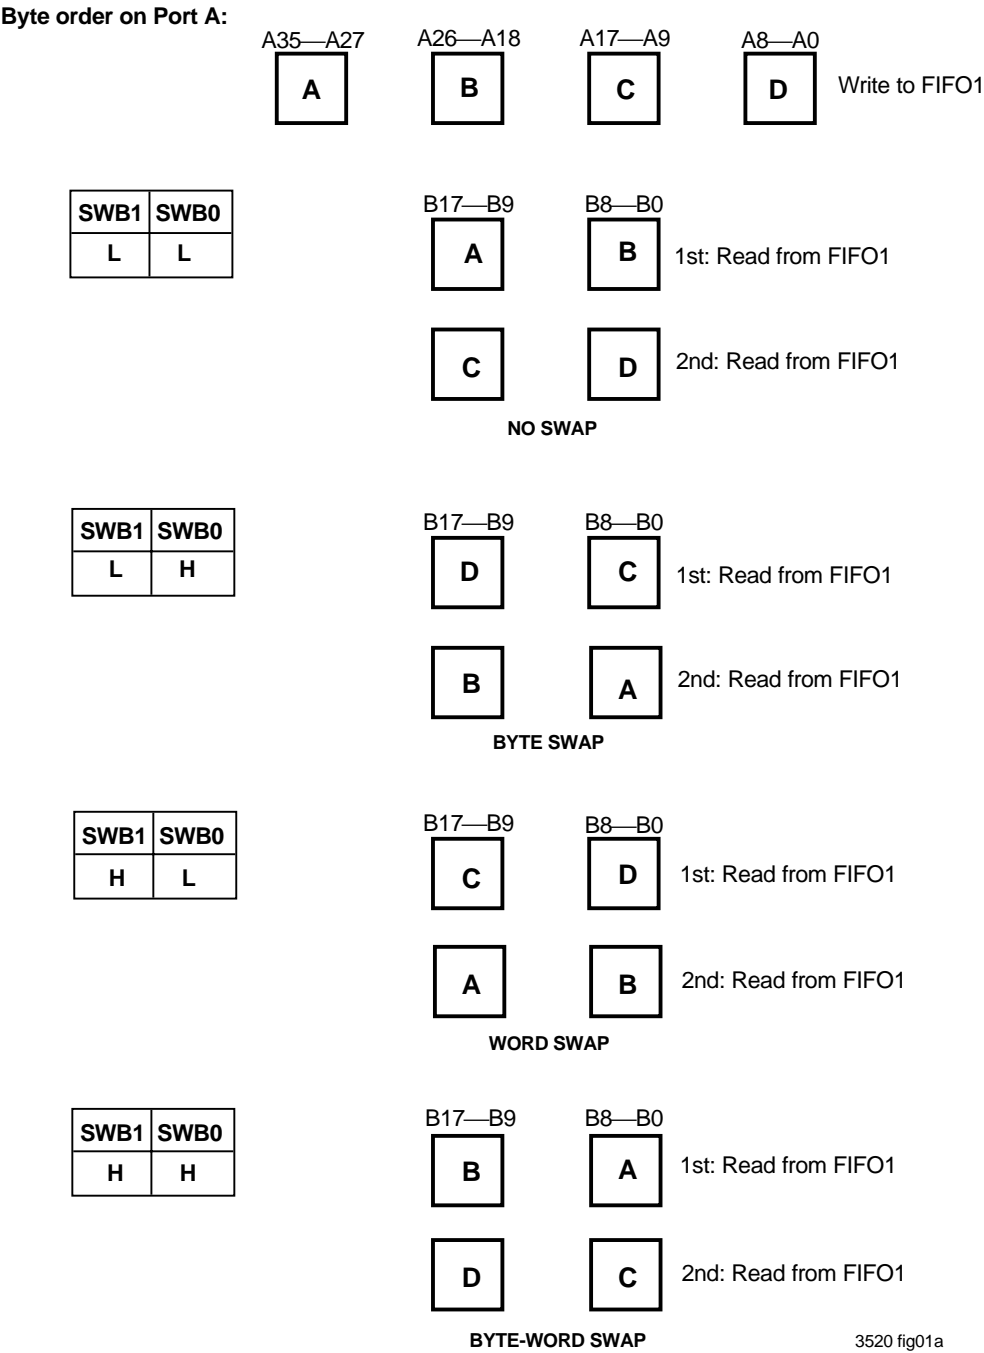 Byte order on Port A:
A35—A27 A26—A18 A17—A9 A8—A0
A B C D Write to FIFO1
SWB1 SWB0 B17—B9 B8—B0
L L A B 1st: Read from FIFO1
C D 2nd: Read from FIFO1
NO SWAP
SWB1 SWB0 B17—B9 B8—B0
L H D C 1st: Read from FIFO1
B A 2nd: Read from FIFO1
BYTE SWAP
SWB1 SWB0 B17—B9 B8—B0
H L C D 1st: Read from FIFO1
A B 2nd: Read from FIFO1
WORD SWAP
SWB1 SWB0 B17—B9 B8—B0
H H B A 1st: Read from FIFO1
D C 2nd: Read from FIFO1
BYTE-WORD SWAP 3520 fig01a